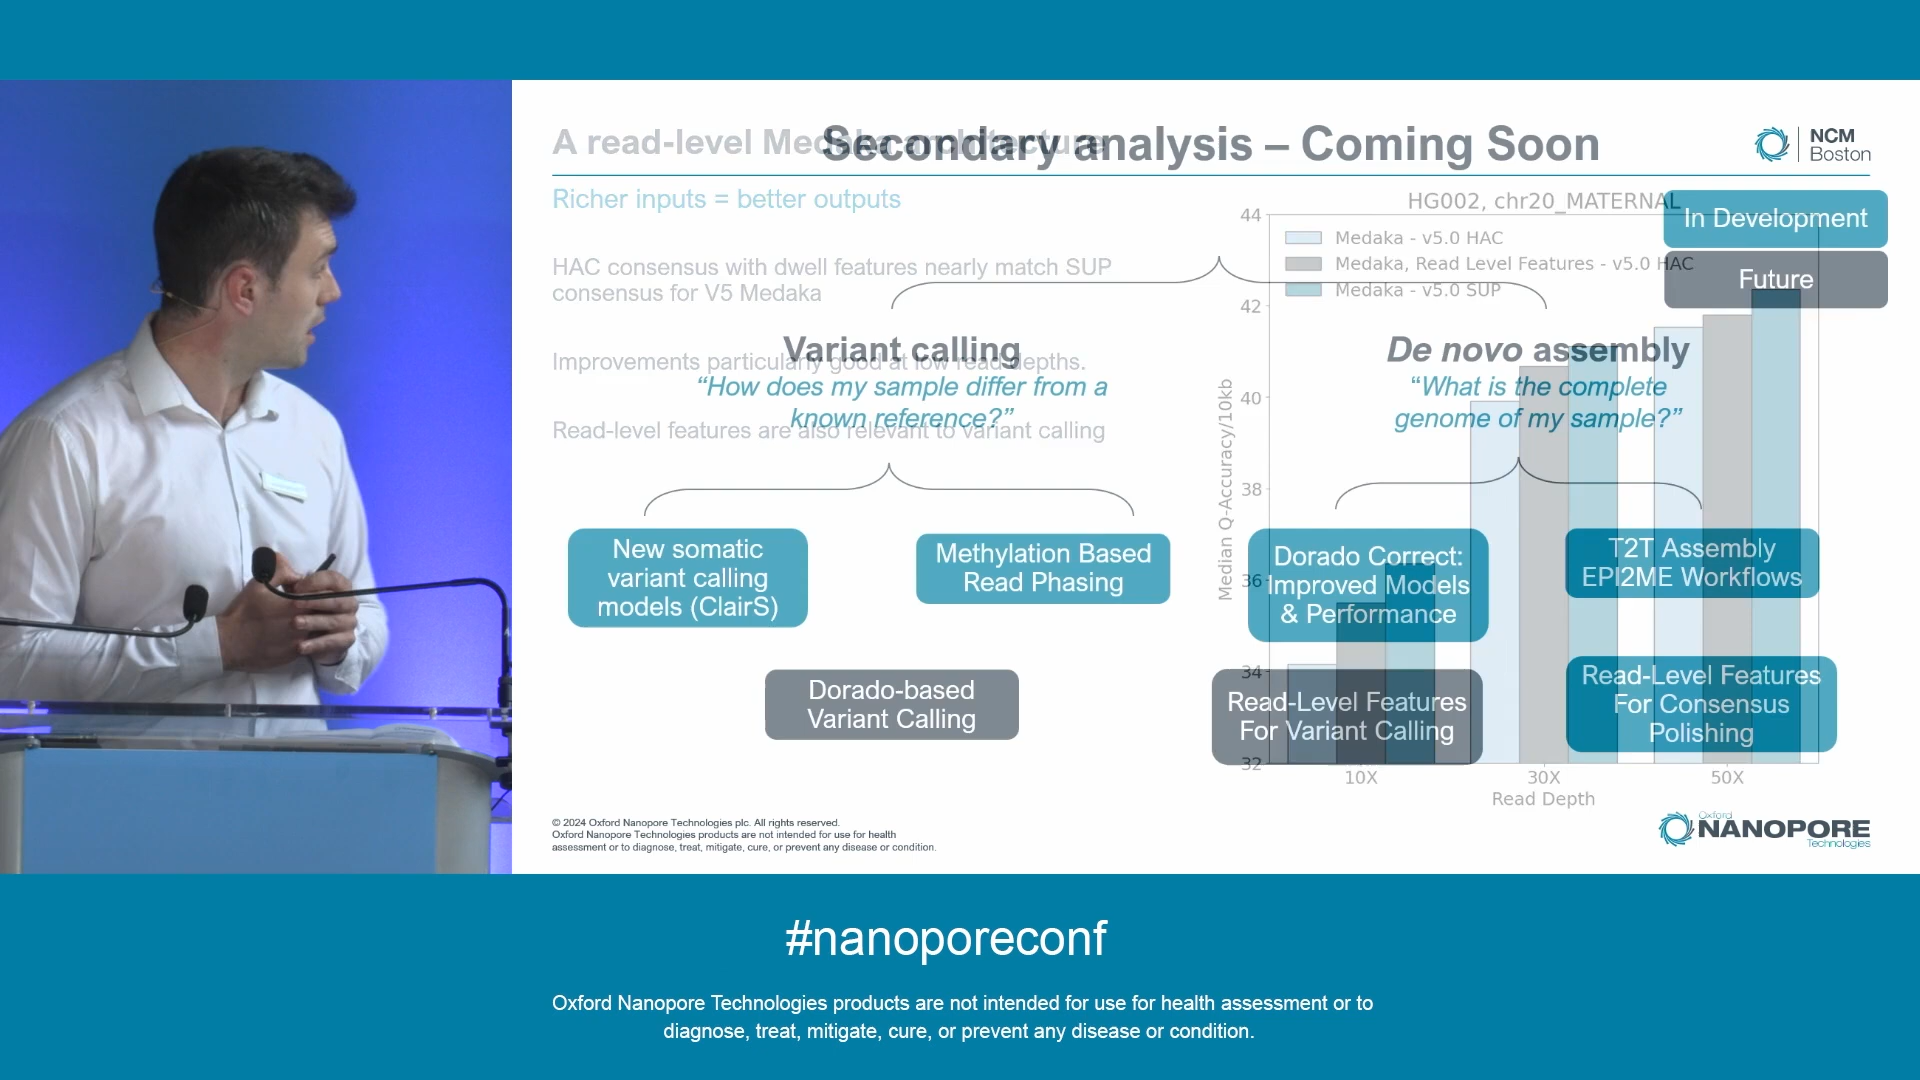 A read-level Medaka architecture
Secondary analysis – Coming Soon
NCM
Boston
Richer inputs = better outputs
HG002, chr20_MATERNAL
In Development
Future
44
Medaka - v5.0 HAC
Medaka, Read Level Features - v5.0 HAC
Medaka - v5.0 SUP
HAC consensus with dwell features nearly match SUP
consensus for V5 Medaka
42
Variant calling
De novo assembly
Improvements particularly good at low read depths.
“How does my sample differ from a
known reference?”
“What is the complete
genome of my sample?”
40
Read-level features are also relevant to variant calling
Median Q-Accuracy/10kb
38
New somatic
variant calling
models (ClairS)
Methylation Based
Read Phasing
Dorado Correct:
Improved Models
& Performance
T2T Assembly
EPI2ME Workflows
36
34
Dorado-based
Variant Calling
Read-Level Features
For Variant Calling
Read-Level Features
For Consensus
Polishing
32
10X
30X
50X
Read Depth
© 2024 Oxford Nanopore Technologies plc. All rights reserved.
Oxford Nanopore Technologies products are not intended for use for health
assessment or to diagnose, treat, mitigate, cure, or prevent any disease or condition.
Oxford
NANOPORE
Technologies
#nanoporeconf
Oxford Nanopore Technologies products are not intended for use for health assessment or to
diagnose, treat, mitigate, cure, or prevent any disease or condition.